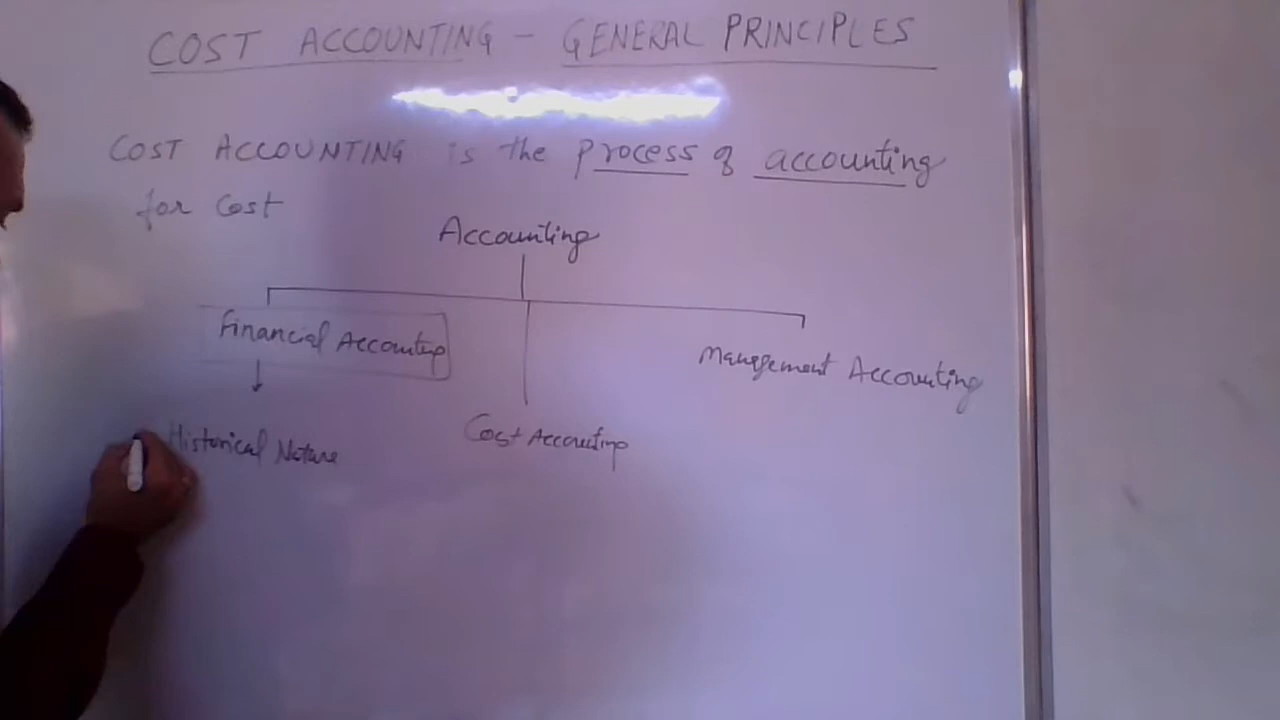 COST ACCOUNTING - GENERAL PRINCIPLES
COST ACCOUNTING is the process of accounting
for cost
Accounting
Financial Accounting
Management Accounting
Cost Accounting
Historical Nature